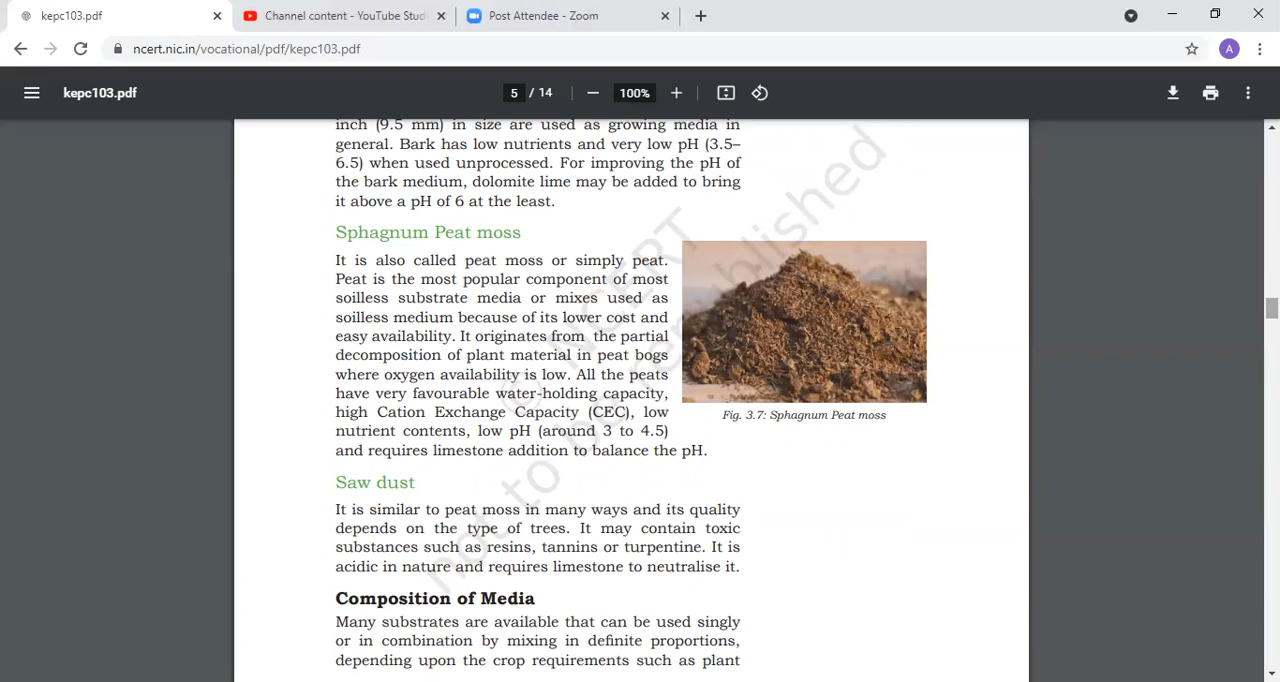 kepc103.pdf
Channel content - YouTube Stud
Post Attendee - Zoom
ncert.nic.in/vocational/pdf/kepc103.pdf
A
kepc103.pdf
5 / 14
100%
inch (9.5 mm) in size are used as growing media in
general. Bark has low nutrients and very low pH (3.5–
6.5) when used unprocessed. For improving the pH of
the bark medium, dolomite lime may be added to bring
it above a pH of 6 at the least.
Sphagnum Peat moss
It is also called peat moss or simply peat.
Peat is the most popular component of most
soilless substrate media or mixes used as
soilless medium because of its lower cost and
easy availability. It originates from the partial
decomposition of plant material in peat bogs
where oxygen availability is low. All the peats
have very favourable water-holding capacity,
high Cation Exchange Capacity (CEC), low
nutrient contents, low pH (around 3 to 4.5)
and requires limestone addition to balance the pH.
Fig. 3.7: Sphagnum Peat moss
Saw dust
It is similar to peat moss in many ways and its quality
depends on the type of trees. It may contain toxic
substances such as resins, tannins or turpentine. It is
acidic in nature and requires limestone to neutralise it.
Composition of Media
Many substrates are available that can be used singly
or in combination by mixing in definite proportions,
depending upon the crop requirements such as plant
© NCERT
not to be republished